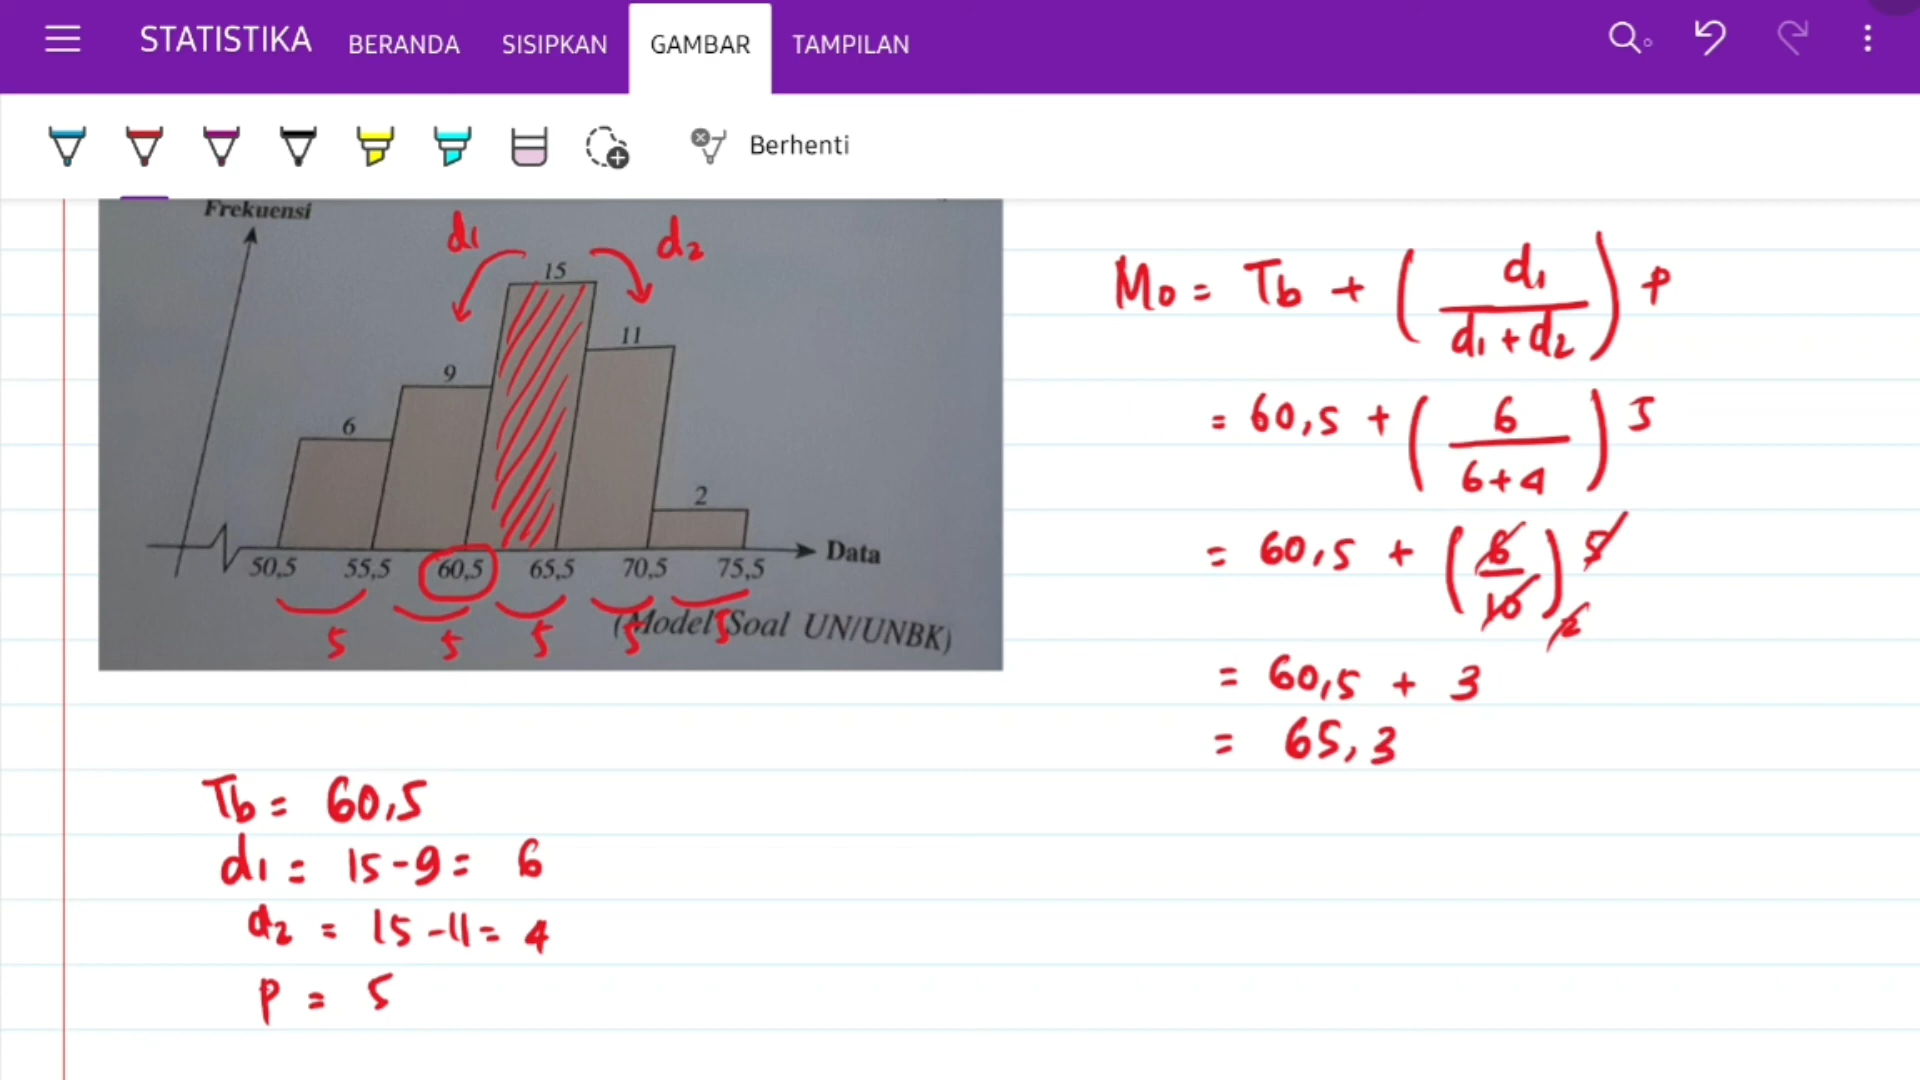 STATISTIKA BERANDA SISIPKAN GAMBAR TAMPILAN
Berhenti
Frekuensi
d1 d2
15
11
9
6
2
Data
50,5 55,5 60,5 65,5 70,5 75,5
5 5 5 5 5
(Model Soal UN/UNBK)
Tb = 60,5
d1 = 15 - 9 = 6
d2 = 15 - 11 = 4
p = 5
Mo = Tb + (d1 / d1 + d2) p
= 60,5 + (6 / 6 + 4) 5
= 60,5 + (6 / 10) 5 2
= 60,5 + 3
= 65,3